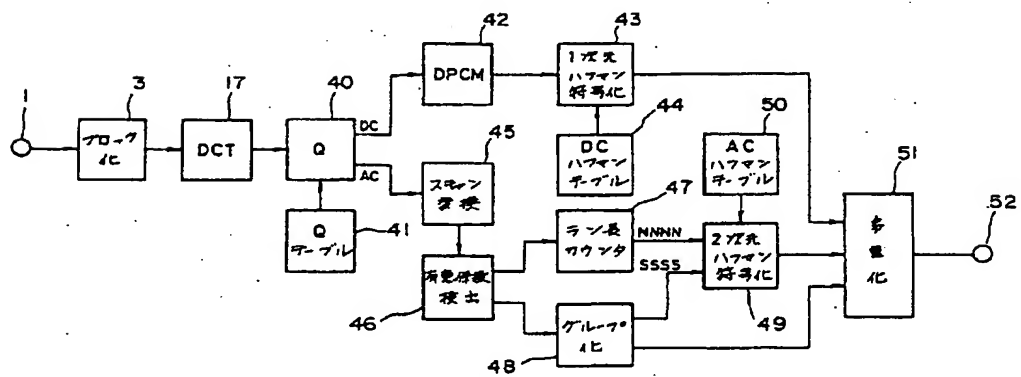 1
3
ブロック
化
17
DCT
40
Q
DC
AC
Q
テーブル
41
42
DPCM
43
1次元
ハフマン
符号化
DC
ハフマン
テーブル
44
45
スキャン
変換
有意係数
検出
46
47
ラン長
カウンタ
NNNN
SSSS
グループ
化
48
50
AC
ハフマン
テーブル
2次元
ハフマン
符号化
49
51
多
重
化
52